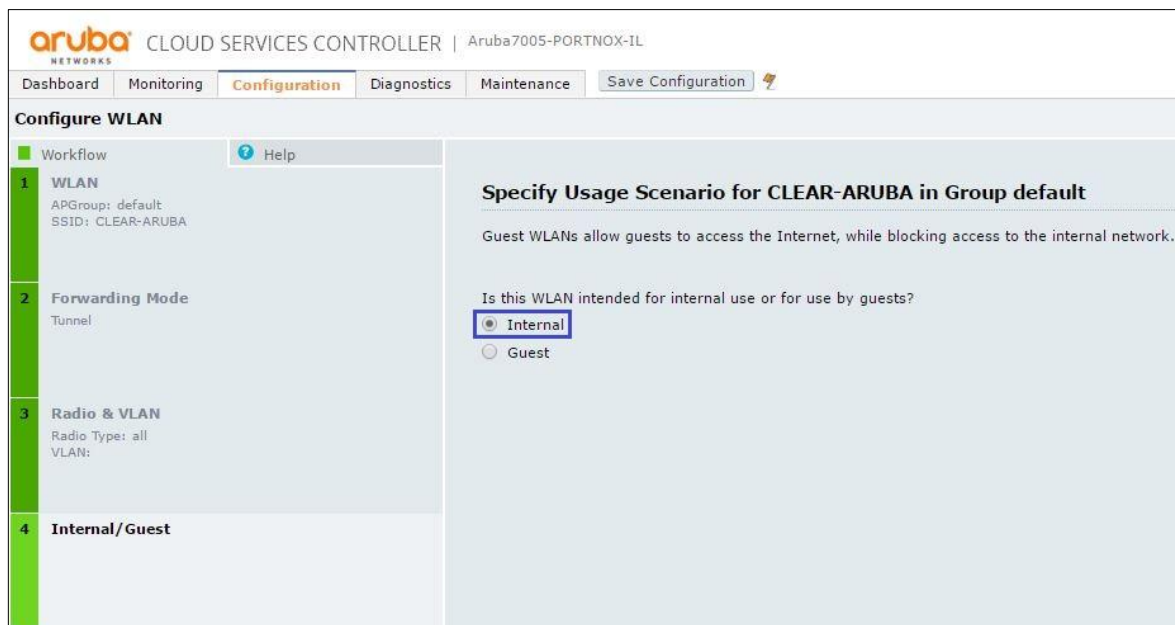 aruba NETWORKS CLOUD SERVICES CONTROLLER | Aruba7005-PORTNOX-IL
Dashboard Monitoring Configuration Diagnostics Maintenance Save Configuration
Configure WLAN
Workflow ? Help
1 WLAN
APGroup: default
SSID: CLEAR-ARUBA
2 Forwarding Mode
Tunnel
3 Radio & VLAN
Radio Type: all
VLAN:
4 Internal/Guest
Specify Usage Scenario for CLEAR-ARUBA in Group default
Guest WLANs allow guests to access the Internet, while blocking access to the internal network.
Is this WLAN intended for internal use or for use by guests?
Internal
Guest